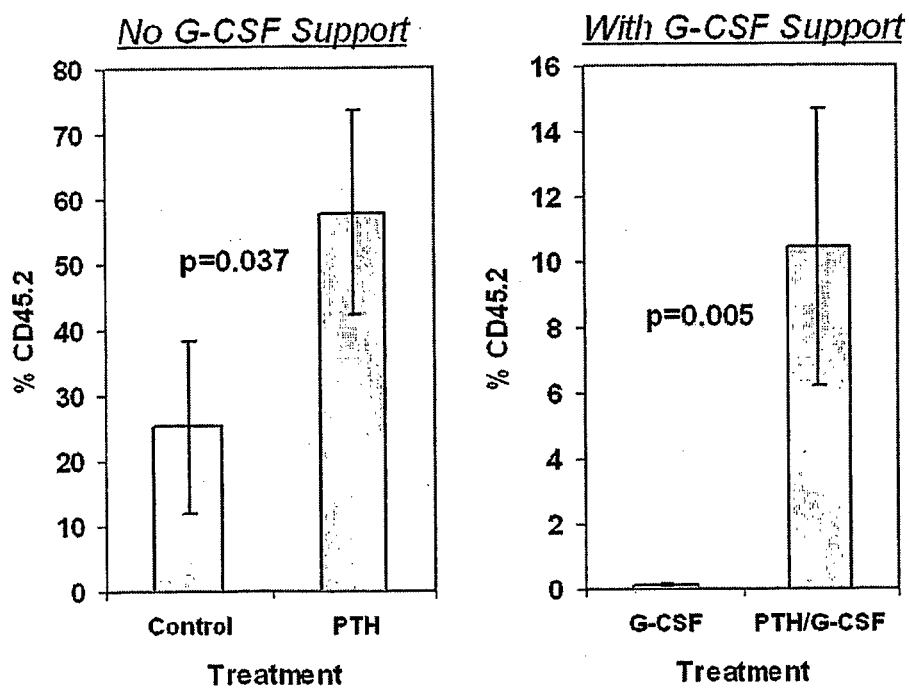 No G-CSF Support
80
70
60
50
40
30
20
10
0
% CD45.2
p=0.037
Control PTH
Treatment
With G-CSF Support
16
14
12
10
8
6
4
2
0
% CD45.2
p=0.005
G-CSF PTH/G-CSF
Treatment